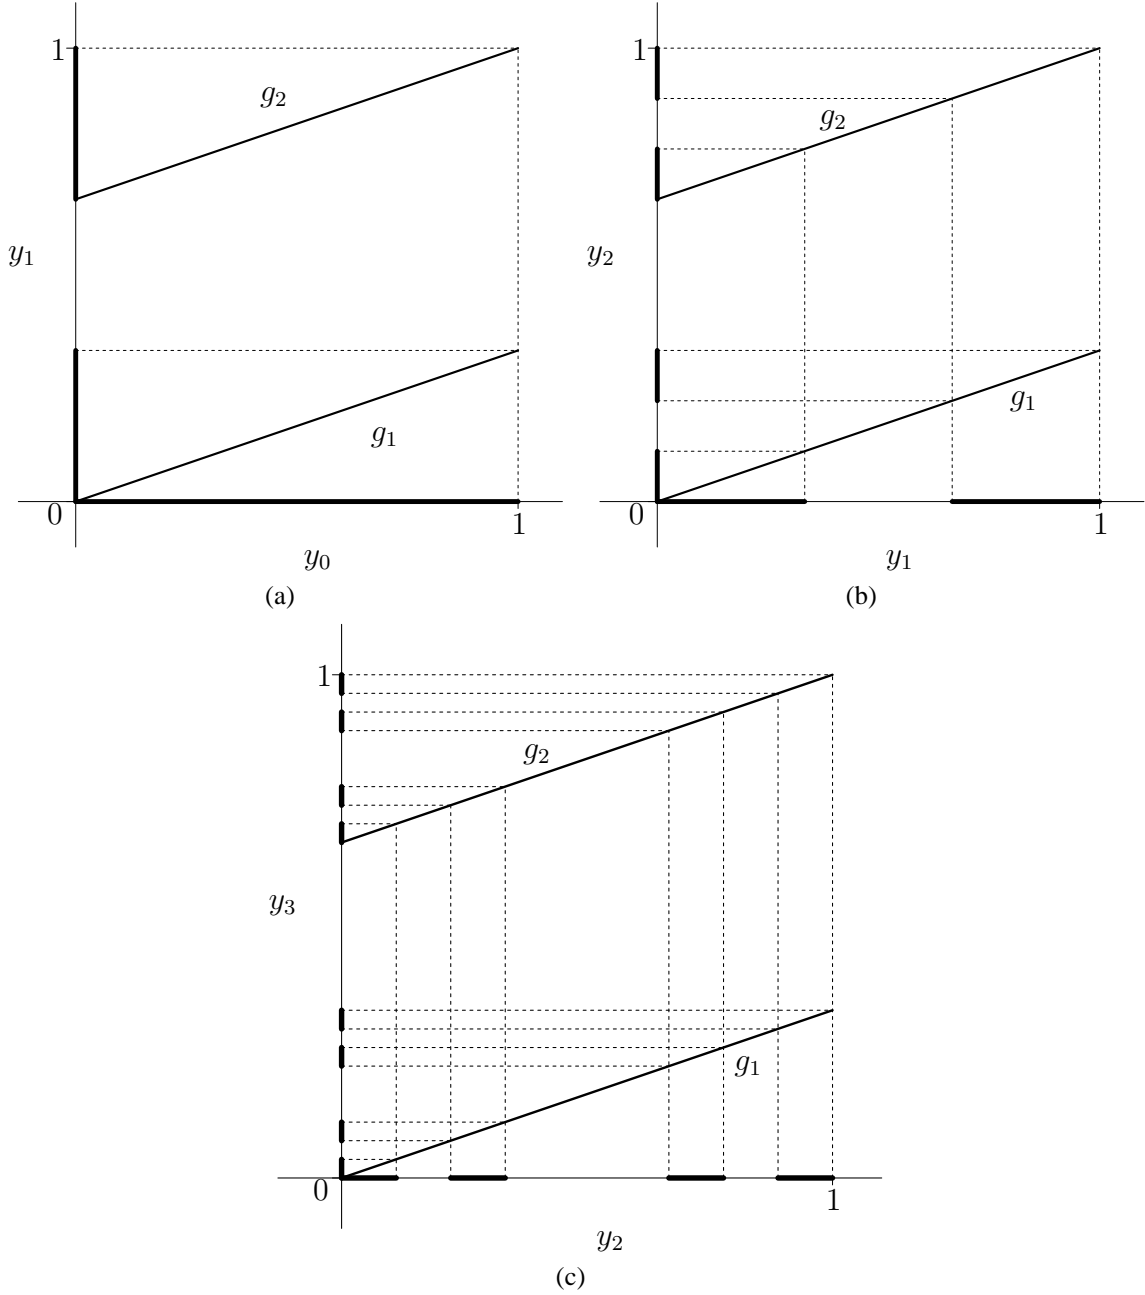 1 1
g₂ g₂
y₁ y₂
g₁ g₁
0 1 0 1
y₀ y₁
(a) (b)
1
g₂
y₃
g₁
0 1
y₂
(c)